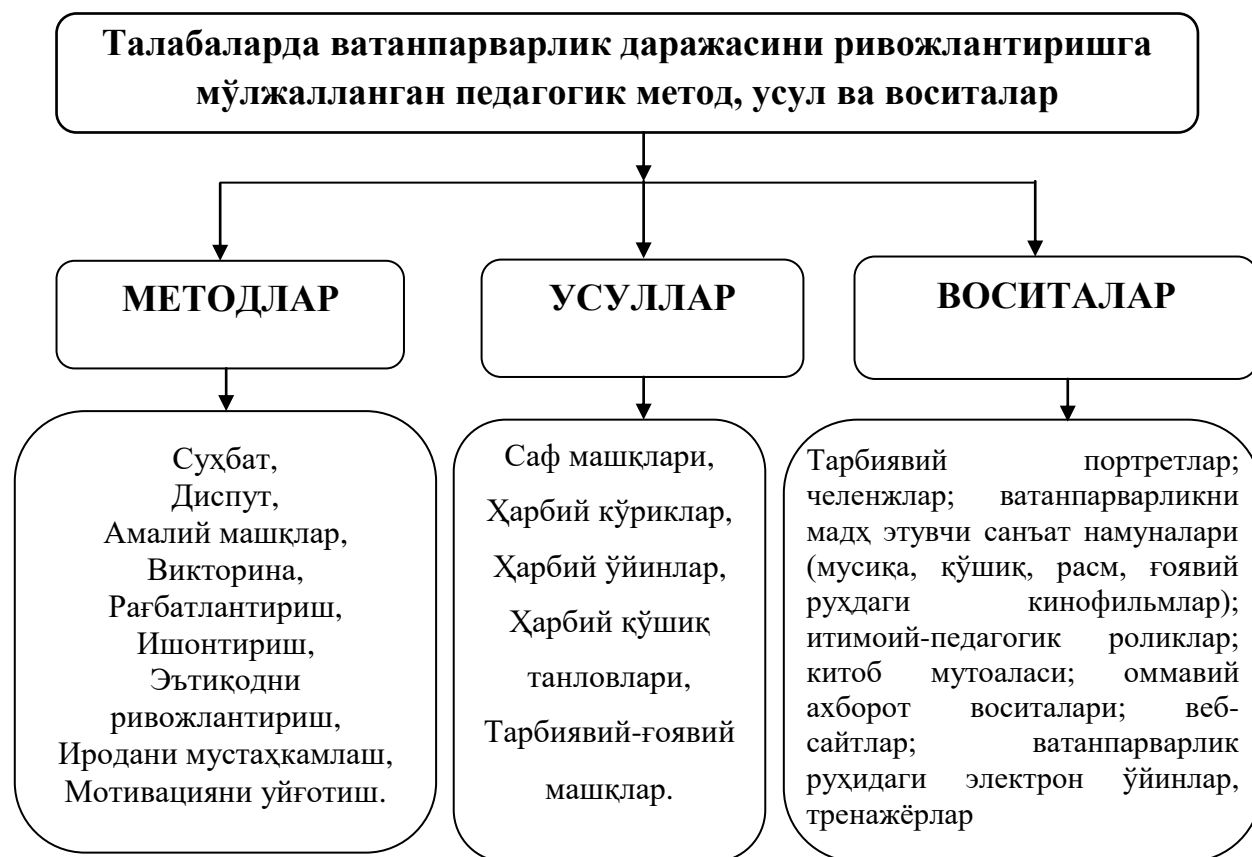 Талабаларда ватанпарварлик даражасини ривожлантиришга
мўлжалланган педагогик метод, усул ва воситалар
МЕТОДЛАР
УСУЛЛАР
ВОСИТАЛАР
Суҳбат,
Диспут,
Амалий машқлар,
Викторина,
Рағбатлантириш,
Ишонтириш,
Эътиқодни
ривожлантириш,
Иродани мустаҳкамлаш,
Мотивацияни уйғотиш.
Саф машқлари,
Ҳарбий кўриклар,
Ҳарбий ўйинлар,
Ҳарбий қўшиқ
танловлари,
Тарбиявий-ғоявий
машқлар.
Тарбиявий портретлар;
челенжлар; ватанпарварликни
мадҳ этувчи санъат намуналари
(мусиқа, қўшиқ, расм, ғоявий
руҳдаги кинофильмлар);
итимоий-педагогик роликлар;
китоб мутоаласи; оммавий
ахборот воситалари; веб-
сайтлар; ватанпарварлик
руҳидаги электрон ўйинлар,
тренажёрлар